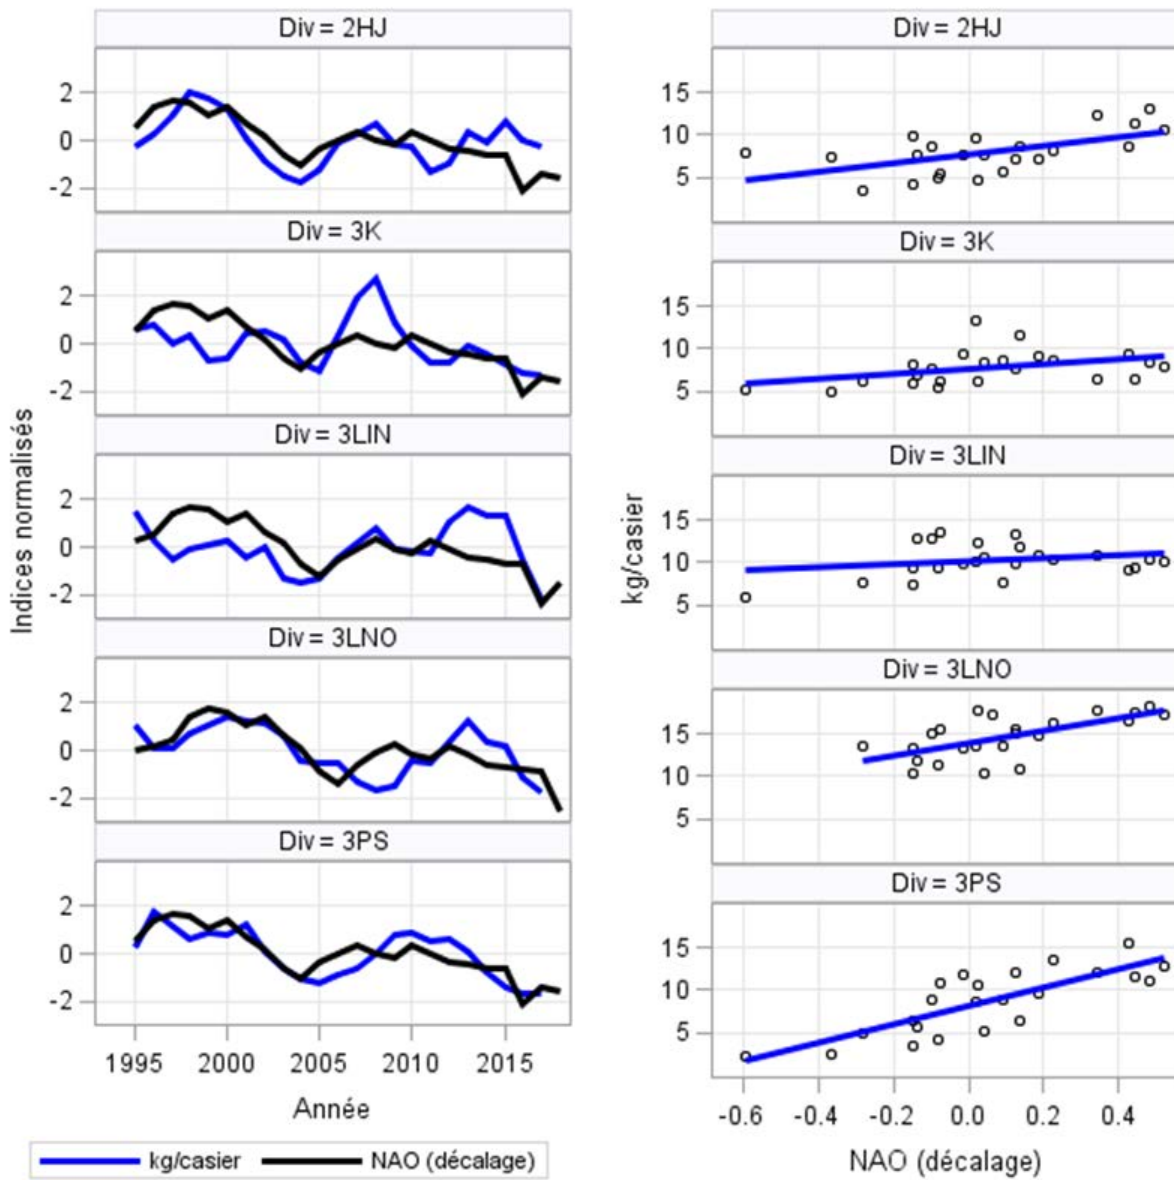 Div = 2HJ
2
0
-2
Div = 3K
2
0
-2
Div = 3LIN
2
0
-2
Div = 3LNO
2
0
-2
Div = 3PS
2
0
-2
Indices normalisés
1995 2000 2005 2010 2015
Année
kg/casier NAO (décalage)
Div = 2HJ
15
10
5
Div = 3K
15
10
5
Div = 3LIN
15
10
5
Div = 3LNO
15
10
5
Div = 3PS
15
10
5
kg/casier
-0.6 -0.4 -0.2 0.0 0.2 0.4
NAO (décalage)